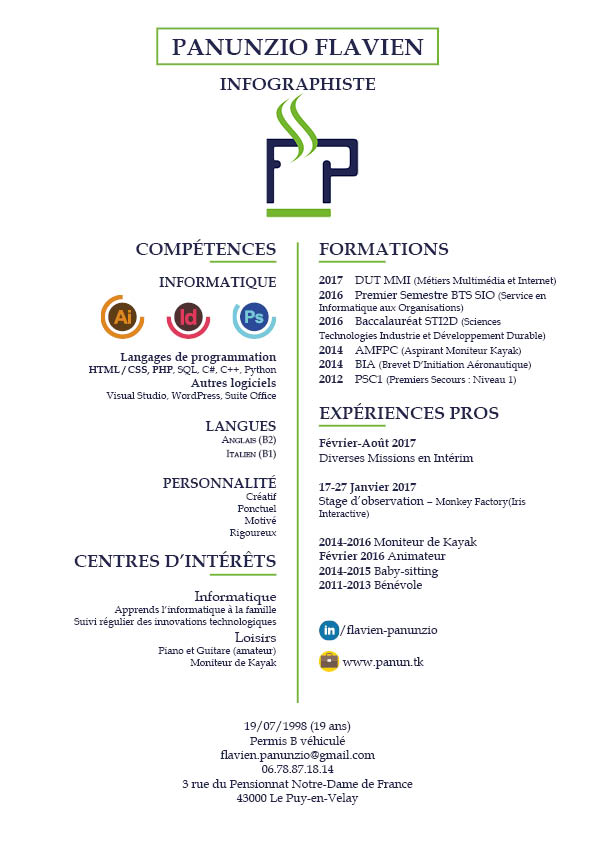 PANUNZIO FLAVIEN
INFOGRAPHISTE
FP
COMPÉTENCES
INFORMATIQUE
Ai Id Ps
Langages de programmation
HTML / CSS, PHP, SQL, C#, C++, Python
Autres logiciels
Visual Studio, WordPress, Suite Office
LANGUES
Anglais (B2)
Italien (B1)
PERSONNALITÉ
Créatif
Ponctuel
Motivé
Rigoureux
CENTRES D’INTÉRÊTS
Informatique
Apprends l’informatique à la famille
Suivi régulier des innovations technologiques
Loisirs
Piano et Guitare (amateur)
Moniteur de Kayak
FORMATIONS
2017 DUT MMI (Métiers Multimédia et Internet)
2016 Premier Semestre BTS SIO (Service en
Informatique aux Organisations)
2016 Baccalauréat STI2D (Sciences
Technologies Industrie et Développement Durable)
2014 AMFPC (Aspirant Moniteur Kayak)
2014 BIA (Brevet D’Initiation Aéronautique)
2012 PSC1 (Premiers Secours : Niveau 1)
EXPÉRIENCES PROS
Février-Août 2017
Diverses Missions en Intérim
17-27 Janvier 2017
Stage d’observation – Monkey Factory(Iris
Interactive)
2014-2016 Moniteur de Kayak
Février 2016 Animateur
2014-2015 Baby-sitting
2011-2013 Bénévole
in /flavien-panunzio
www.panun.tk
19/07/1998 (19 ans)
Permis B véhiculé
flavien.panunzio@gmail.com
06.78.87.18.14
3 rue du Pensionnat Notre-Dame de France
43000 Le Puy-en-Velay